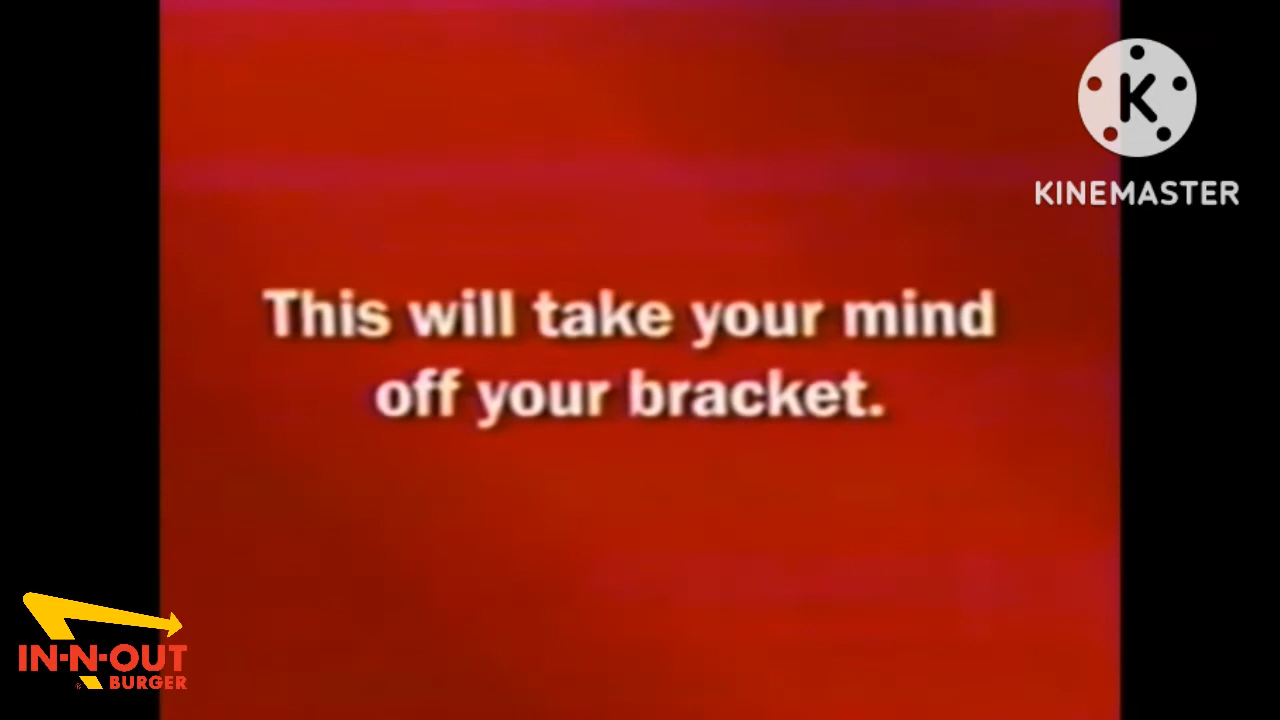 K
KINEMASTER
This will take your mind
off your bracket.
IN-N-OUT
BURGER